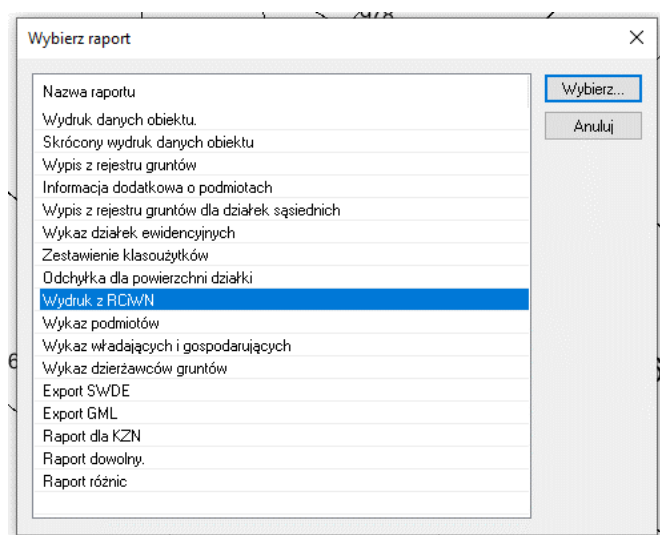 978
Wybierz raport
Nazwa raportu
Wybierz...
Anuluj
Wydruk danych obiektu.
Skrócony wydruk danych obiektu
Wypis z rejestru gruntów
Informacja dodatkowa o podmiotach
Wypis z rejestru gruntów dla działek sąsiednich
Wykaz działek ewidencyjnych
Zestawienie klasoużytków
Odchyłka dla powierzchni działki
Wydruk z RCiWN
Wykaz podmiotów
Wykaz władających i gospodarujących
6
Wykaz dzierżawców gruntów
Export SWDE
Export GML
Raport dla KZN
Raport dowolny.
Raport różnic